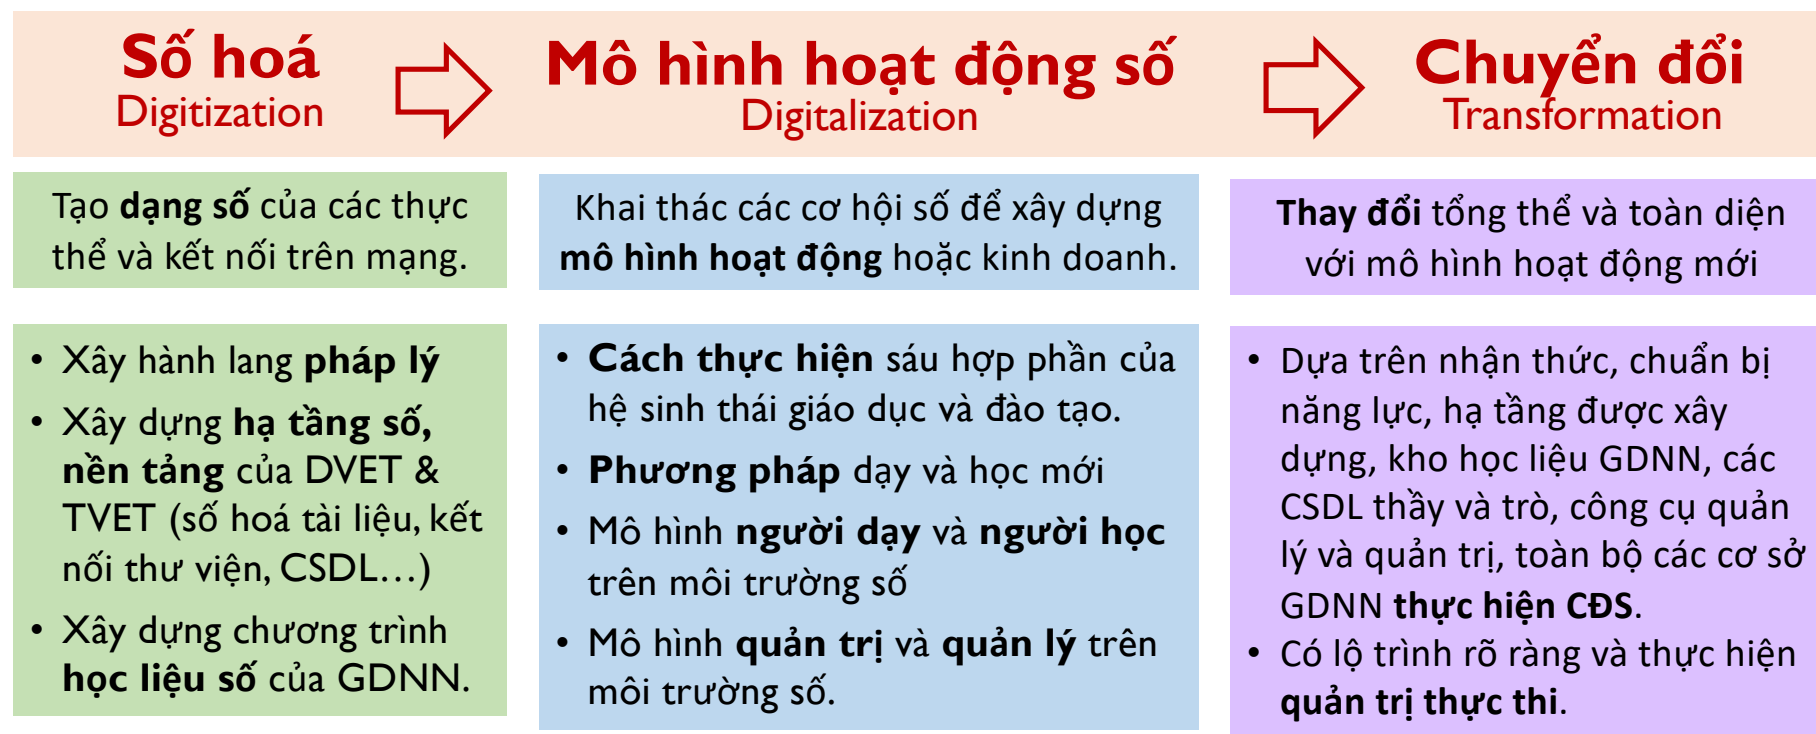 Số hoá
Digitization
Mô hình hoạt động số
Digitalization
Chuyển đổi
Transformation
Tạo dạng số của các thực
thể và kết nối trên mạng.
Khai thác các cơ hội số để xây dựng
mô hình hoạt động hoặc kinh doanh.
Thay đổi tổng thể và toàn diện
với mô hình hoạt động mới
• Xây hành lang pháp lý
• Xây dựng hạ tầng số,
nền tảng của DVET &
TVET (số hoá tài liệu, kết
nối thư viện, CSDL...)
• Xây dựng chương trình
học liệu số của GDNN.
• Cách thực hiện sáu hợp phần của
hệ sinh thái giáo dục và đào tạo.
• Phương pháp dạy và học mới
• Mô hình người dạy và người học
trên môi trường số
• Mô hình quản trị và quản lý trên
môi trường số.
• Dựa trên nhận thức, chuẩn bị
năng lực, hạ tầng được xây
dựng, kho học liệu GDNN, các
CSDL thầy và trò, công cụ quản
lý và quản trị, toàn bộ các cơ sở
GDNN thực hiện CĐS.
• Có lộ trình rõ ràng và thực hiện
quản trị thực thi.